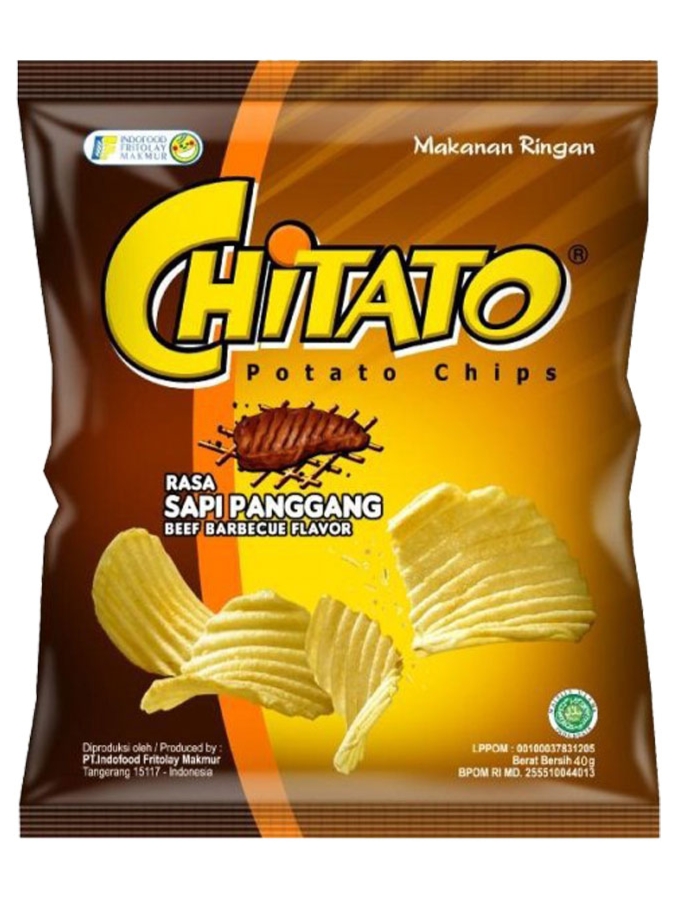 INDOFOOD
FRITOLAY
MAKMUR
Makanan Ringan
CHITATO®
Potato Chips
RASA
SAPI PANGGANG
BEEF BARBECUE FLAVOR
Diproduksi oleh / Produced by :
PT.Indofood Fritolay Makmur
Tangerang 15117 - Indonesia
LPPOM : 00100037831205
Berat Bersih 40g
BPOM RI MD. 255510044013